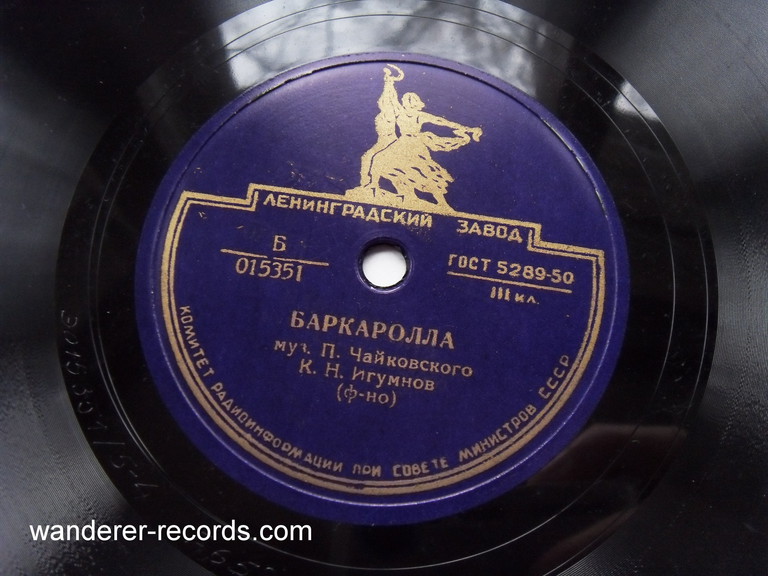 ЛЕНИНГРАДСКИЙ ЗАВОД
Б
015351
ГОСТ 5289-50
III кл.
БАРКАРОЛЛА
муз. П. Чайковского
К. Н. Игумнов
(ф-но)
КОМИТЕТ РАДИОИНФОРМАЦИИ ПРИ СОВЕТЕ МИНИСТРОВ СССР
wanderer-records.com